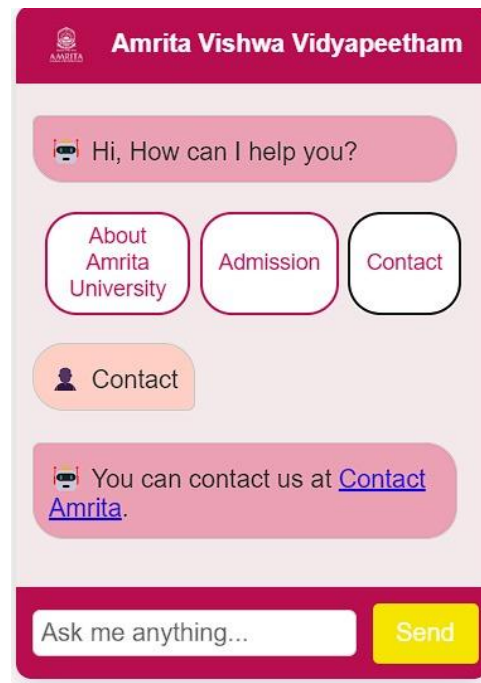 AMRITA
Amrita Vishwa Vidyapeetham
Hi, How can I help you?
About
Amrita
University
Admission
Contact
Contact
You can contact us at Contact
Amrita.
Ask me anything...
Send